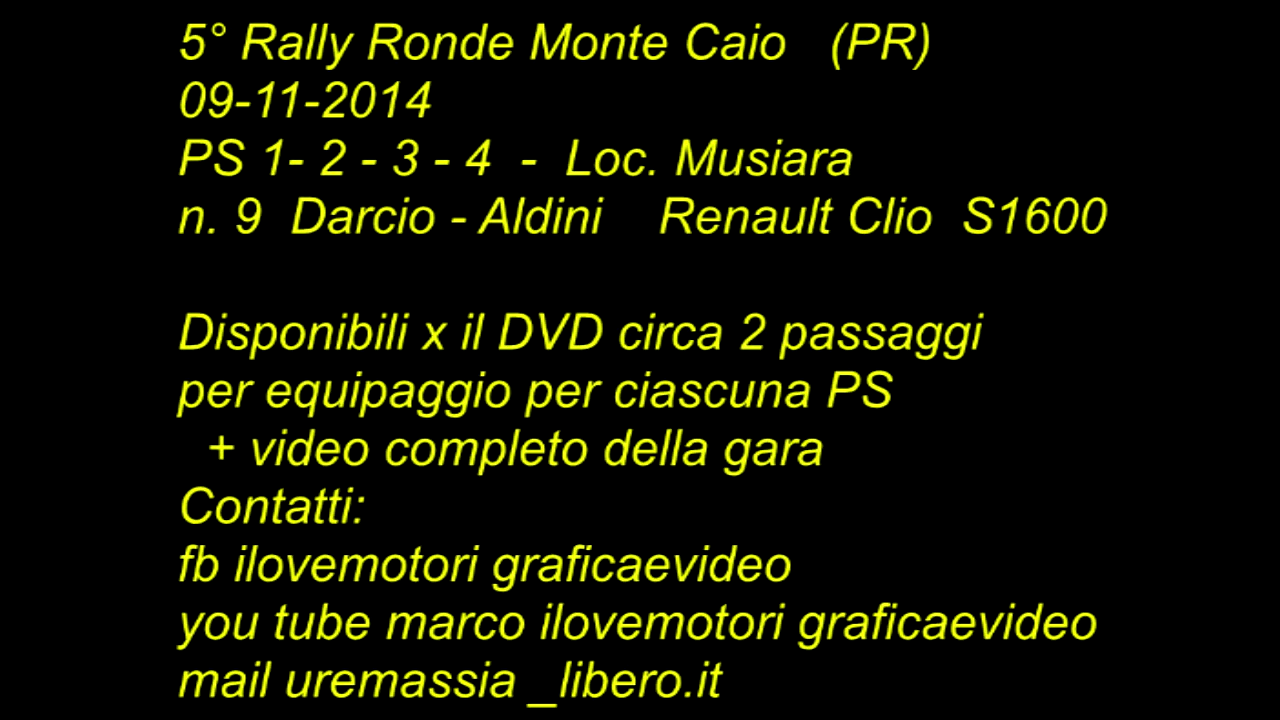 5° Rally Ronde Monte Caio (PR)
09-11-2014
PS 1- 2 - 3 - 4 - Loc. Musiara
n. 9 Darcio - Aldini Renault Clio S1600
Disponibili x il DVD circa 2 passaggi
per equipaggio per ciascuna PS
+ video completo della gara
Contatti:
fb ilovemotori graficaevideo
you tube marco ilovemotori graficaevideo
mail uremassia _libero.it